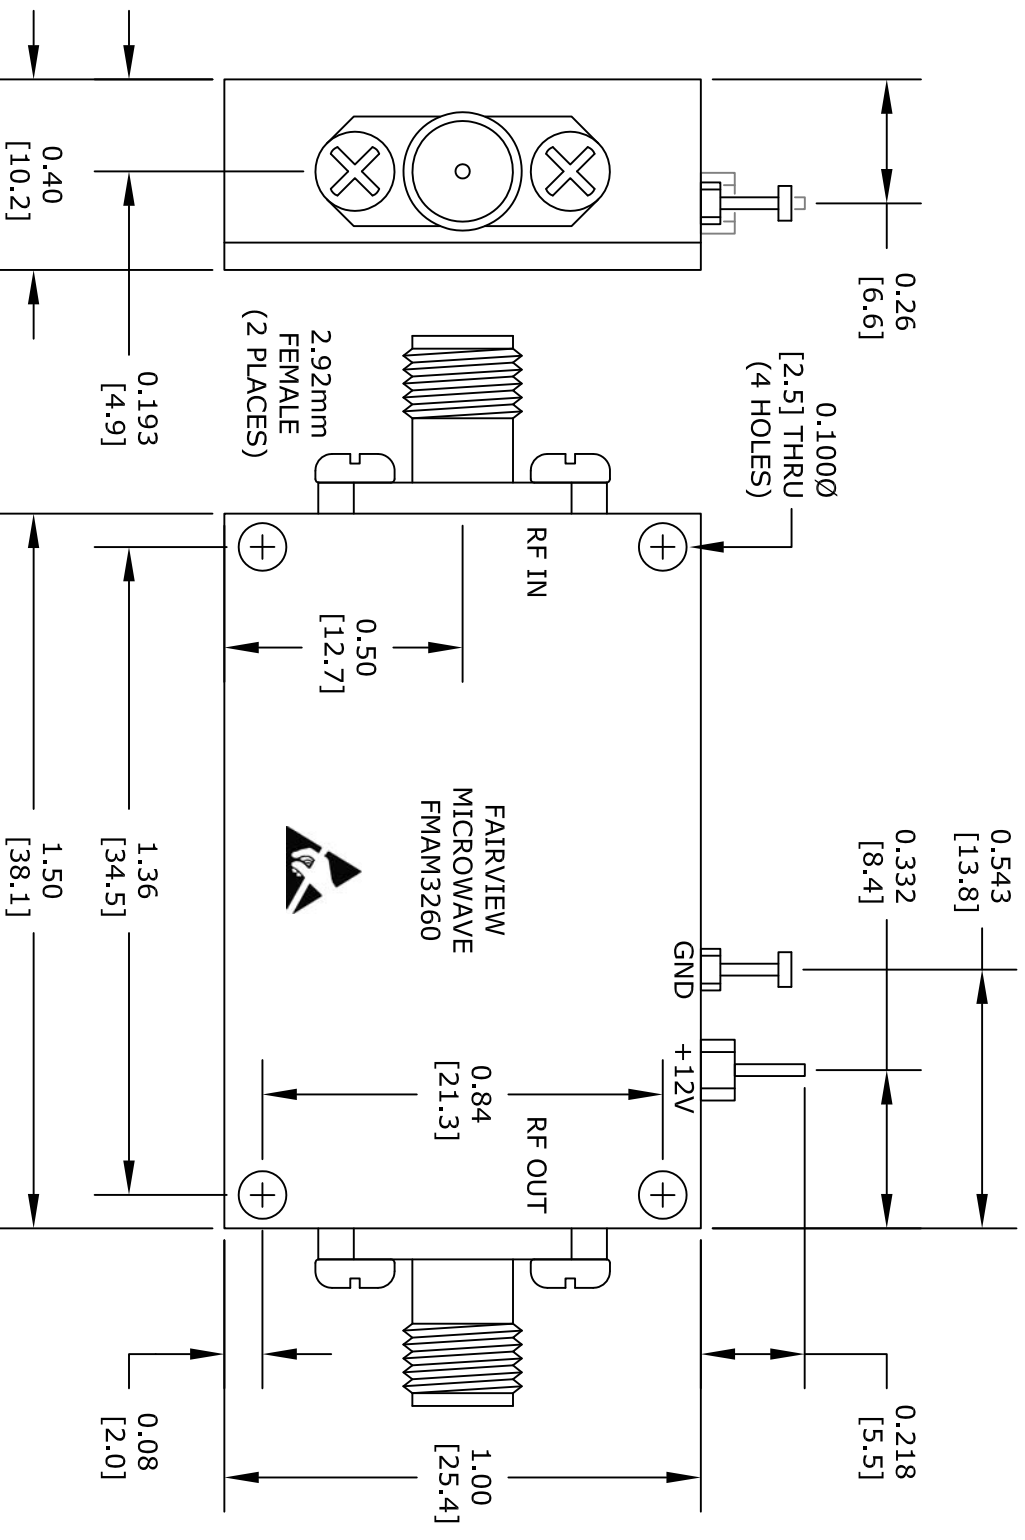 0.543
[13.8]
0.26
[6.6]
0.332
[8.4]
0.218
[5.5]
0.100Ø
[2.5] THRU
(4 HOLES)
GND
+12V
RF IN
RF OUT
FAIRVIEW
MICROWAVE
FMAM3260
0.84
[21.3]
1.00
[25.4]
0.50
[12.7]
2.92mm
FEMALE
(2 PLACES)
0.193
[4.9]
1.36
[34.5]
0.08
[2.0]
0.40
[10.2]
1.50
[38.1]